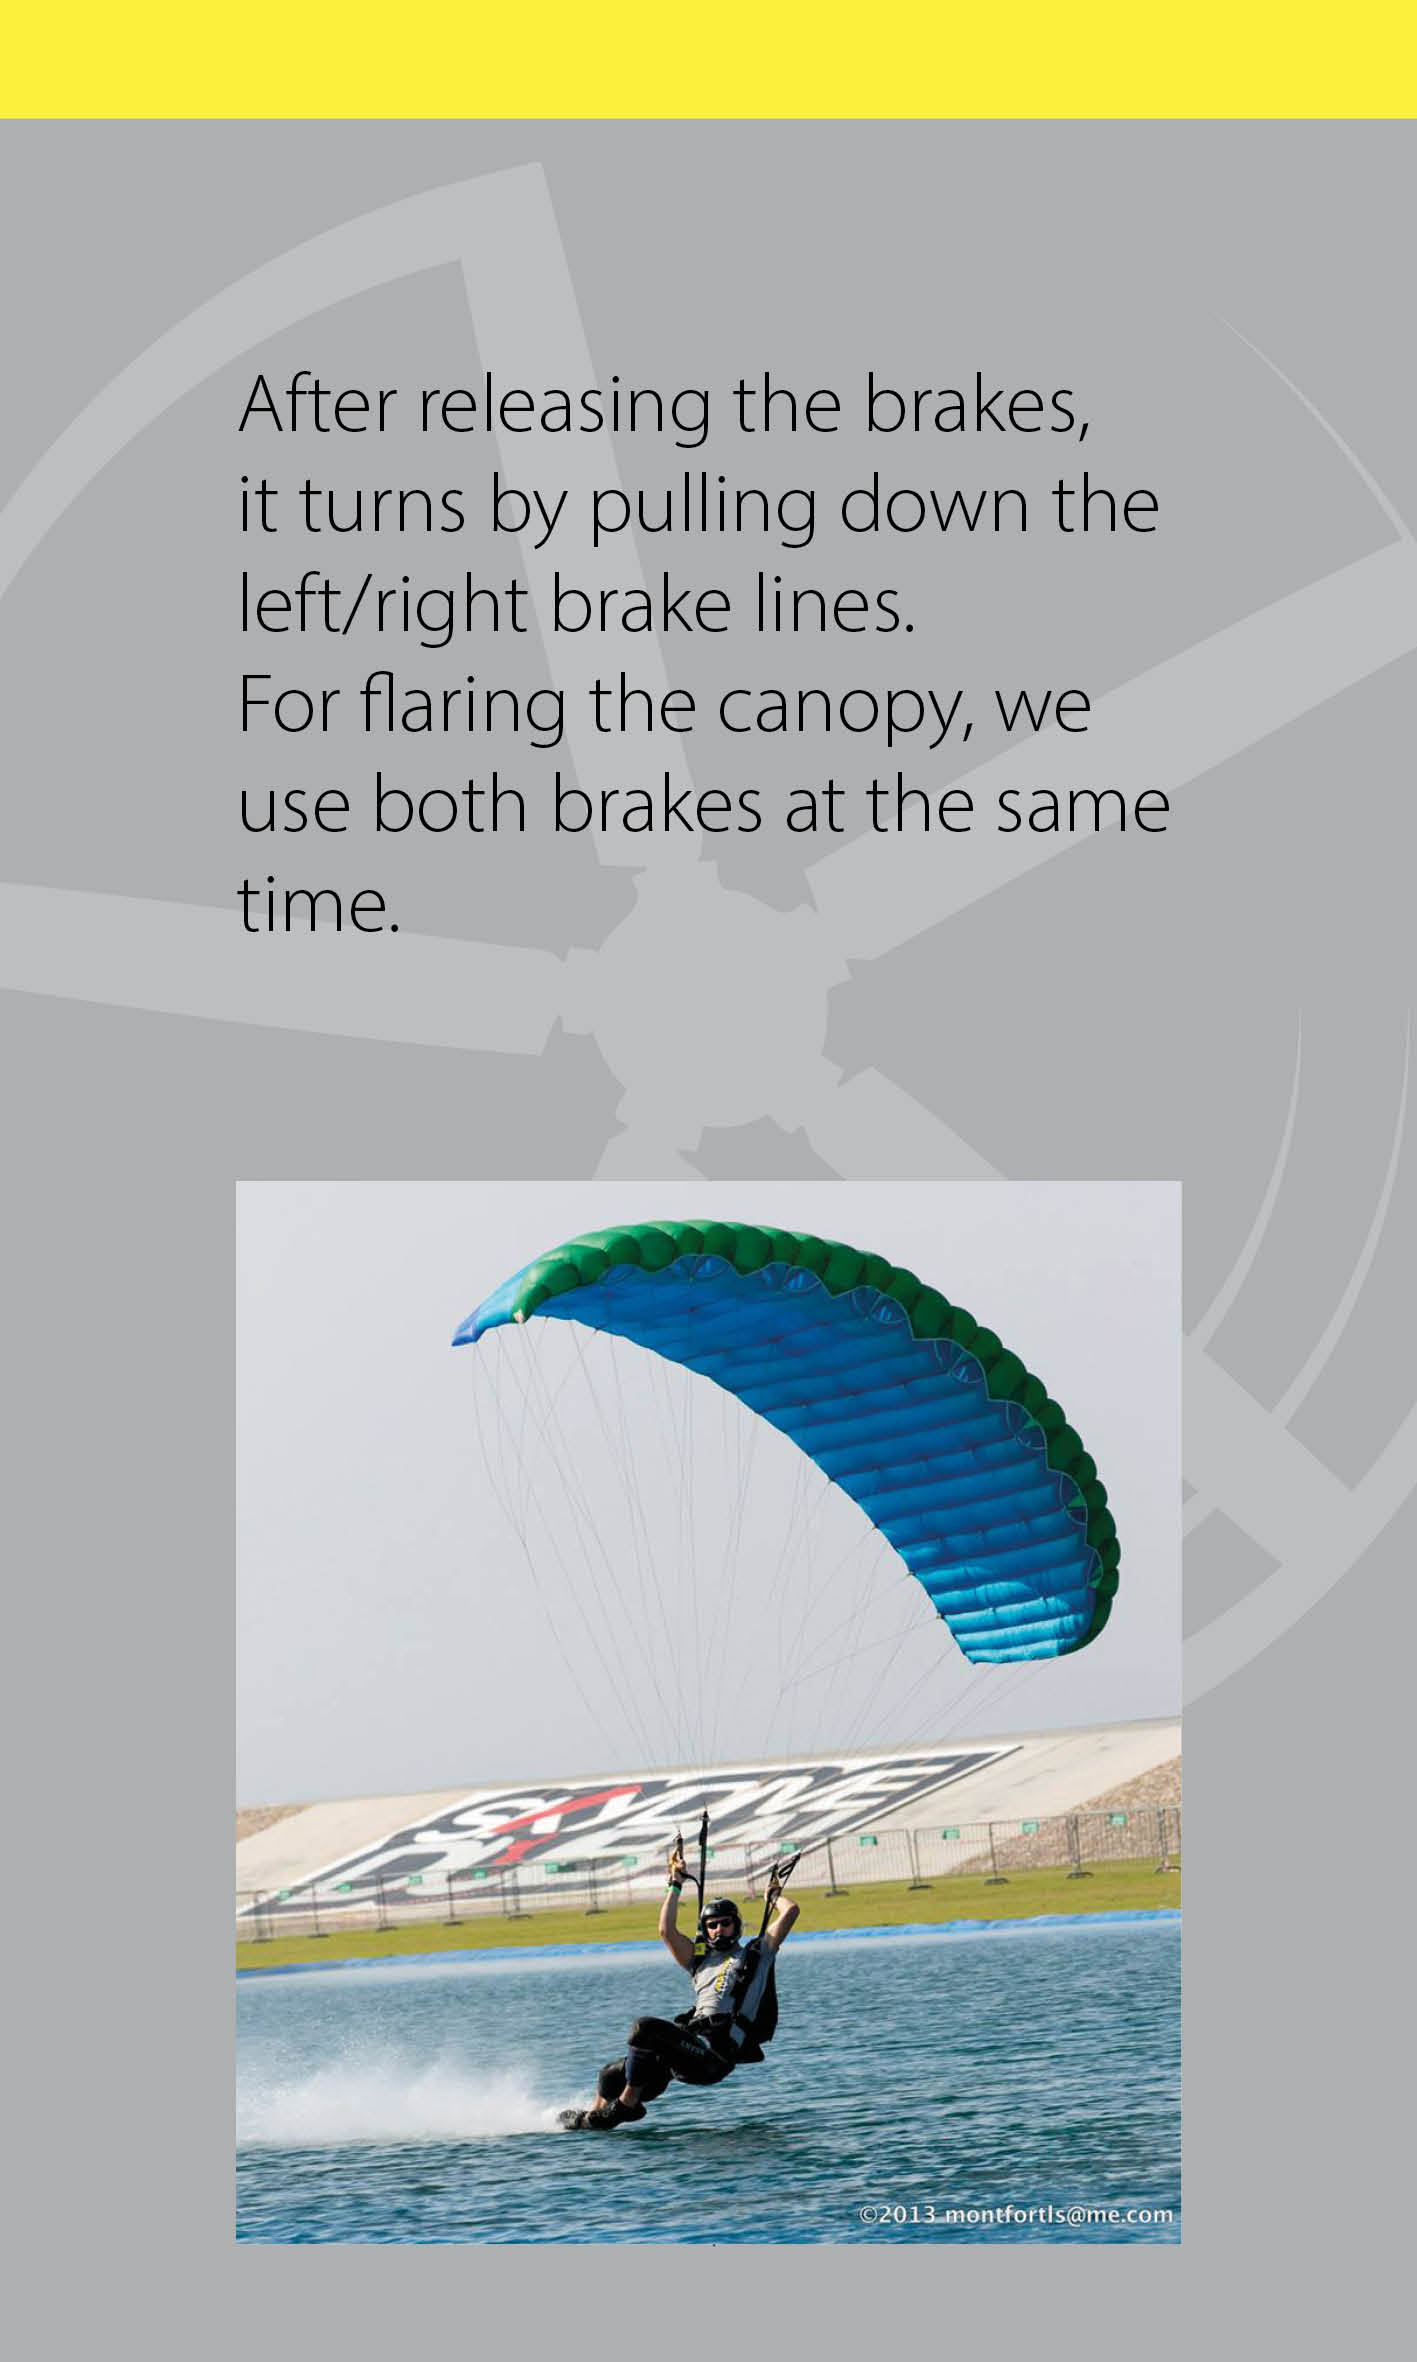 After releasing the brakes,
it turns by pulling down the
left/right brake lines.
For flaring the canopy, we
use both brakes at the same
time.
SKYDIVE
©2013 montfortls@me.com